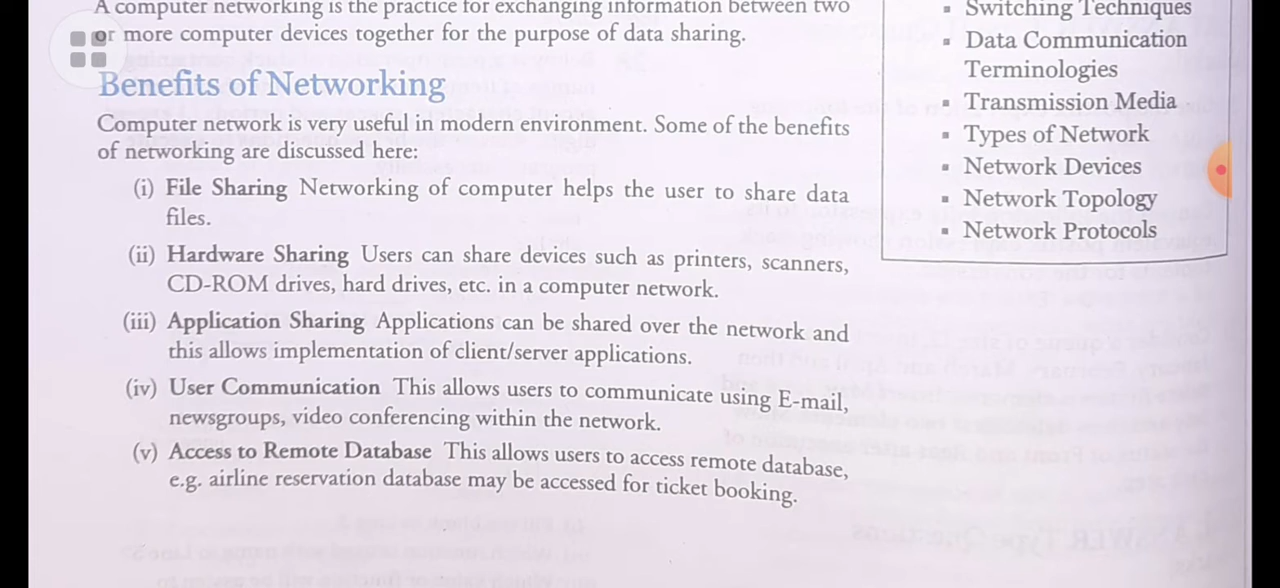 A computer networking is the practice for exchanging information between two
or more computer devices together for the purpose of data sharing.
Benefits of Networking
Computer network is very useful in modern environment. Some of the benefits
of networking are discussed here:
(i) File Sharing Networking of computer helps the user to share data
files.
(ii) Hardware Sharing Users can share devices such as printers, scanners,
CD-ROM drives, hard drives, etc. in a computer network.
(iii) Application Sharing Applications can be shared over the network and
this allows implementation of client/server applications.
(iv) User Communication This allows users to communicate using E-mail,
newsgroups, video conferencing within the network.
(v) Access to Remote Database This allows users to access remote database,
e.g. airline reservation database may be accessed for ticket booking.
▪ Switching Techniques
▪ Data Communication
Terminologies
▪ Transmission Media
▪ Types of Network
▪ Network Devices
▪ Network Topology
▪ Network Protocols